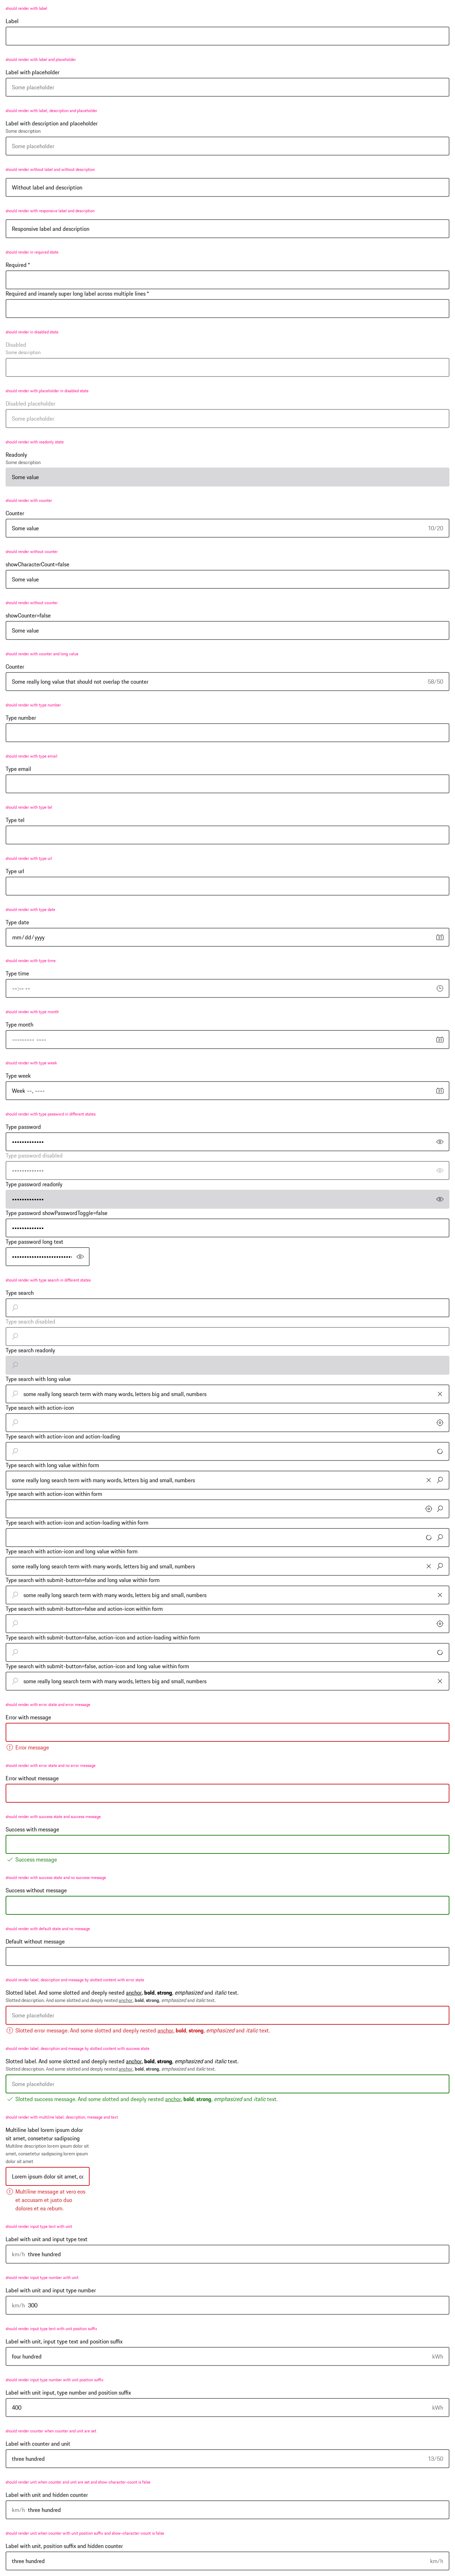 should render with label
Label
should render with label and placeholder
Label with placeholder
Some placeholder
should render with label, description and placeholder
Label with description and placeholder
Some description
Some placeholder
should render without label and without description
Without label and description
should render with responsive label and description
Responsive label and description
should render in required state
Required *
Required and insanely super long label across multiple lines *
should render in disabled state
Disabled
Some description
should render with placeholder in disabled state
Disabled placeholder
Some placeholder
should render with readonly state
Readonly
Some description
Some value
should render with counter
Counter
Some value 10/20
should render without counter
showCharacterCount=false
Some value
should render without counter
showCounter=false
Some value
should render with counter and long value
Counter
Some really long value that should not overlap the counter 58/50
should render with type number
Type number
should render with type email
Type email
should render with type tel
Type tel
should render with type url
Type url
should render with type date
Type date
mm/dd/yyyy
should render with type time
Type time
--:-- --
should render with type month
Type month
--------- ----
should render with type week
Type week
Week --, ----
should render with type password in different states
Type password
••••••••••••••
Type password disabled
••••••••••••••
Type password readonly
••••••••••••••
Type password showPasswordToggle=false
••••••••••••••
Type password long text
should render with type search in different states
Type search
Type search disabled
Type search readonly
Type search with long value
some really long search term with many words, letters big and small, numbers
Type search with action-icon
Type search with action-icon and action-loading
Type search with long value within form
some really long search term with many words, letters big and small, numbers
Type search with action-icon within form
Type search with action-icon and action-loading within form
Type search with action-icon and long value within form
some really long search term with many words, letters big and small, numbers
Type search with submit-button=false and long value within form
some really long search term with many words, letters big and small, numbers
Type search with submit-button=false and action-icon within form
Type search with submit-button=false, action-icon and action-loading within form
Type search with submit-button=false, action-icon and long value within form
some really long search term with many words, letters big and small, numbers
should render with error state and error message
Error with message
Error message
should render with error state and no error message
Error without message
should render with success state and success message
Success with message
Success message
should render with success state and no success message
Success without message
should render with default state and no message
Default without message
should render label, description and message by slotted content with error state
Slotted label. And some slotted and deeply nested anchor, bold, strong, emphasized and italic text.
Slotted description. And some slotted and deeply nested anchor, bold, strong, emphasized and italic text.
Some placeholder
Slotted error message. And some slotted and deeply nested anchor, bold, strong, emphasized and italic text.
should render label, description and message by slotted content with success state
Slotted label. And some slotted and deeply nested anchor, bold, strong, emphasized and italic text.
Slotted description. And some slotted and deeply nested anchor, bold, strong, emphasized and italic text.
Some placeholder
Slotted success message. And some slotted and deeply nested anchor, bold, strong, emphasized and italic text.
should render with multiline label, description, message and text
Multiline label lorem ipsum dolor
sit amet, consetetur sadipscing
Multiline description lorem ipsum dolor sit
amet, consetetur sadipscing lorem ipsum
dolor sit amet
Lorem ipsum dolor sit amet, co
Multiline message at vero eos
et accusam et justo duo
dolores et ea rebum.
should render input type text with unit
Label with unit and input type text
km/h three hundred
should render input type number with unit
Label with unit and input type number
km/h 300
should render input type text with unit position suffix
Label with unit, input type text and position suffix
four hundred kWh
should render input type number with unit position suffix
Label with unit input, type number and position suffix
400 kWh
should render counter when counter and unit are set
Label with counter and unit
three hundred 13/50
should render unit when counter and unit are set and show-character-count is false
Label with unit and hidden counter
km/h three hundred
should render unit when counter with unit position suffix and show-character-count is false
Label with unit, position suffix and hidden counter
three hundred km/h